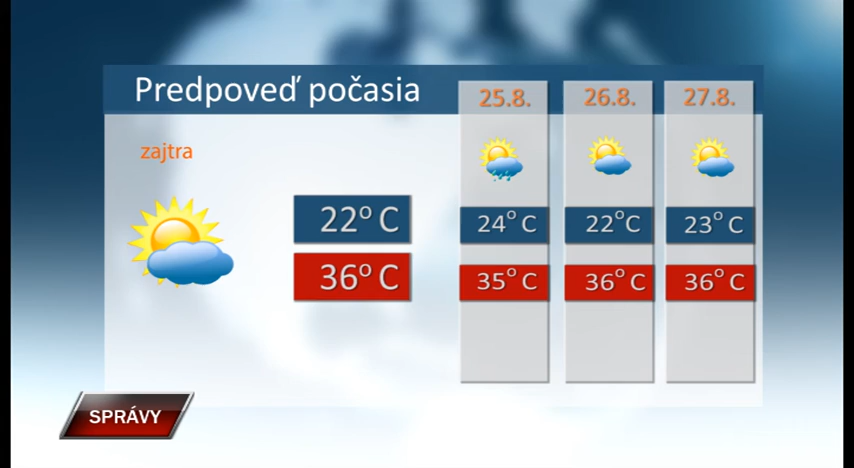 Predpoveď počasia
zajtra
22° C
36° C
25.8.
24° C
35° C
26.8.
22°C
36° C
27.8.
23° C
36° C
SPRÁVY